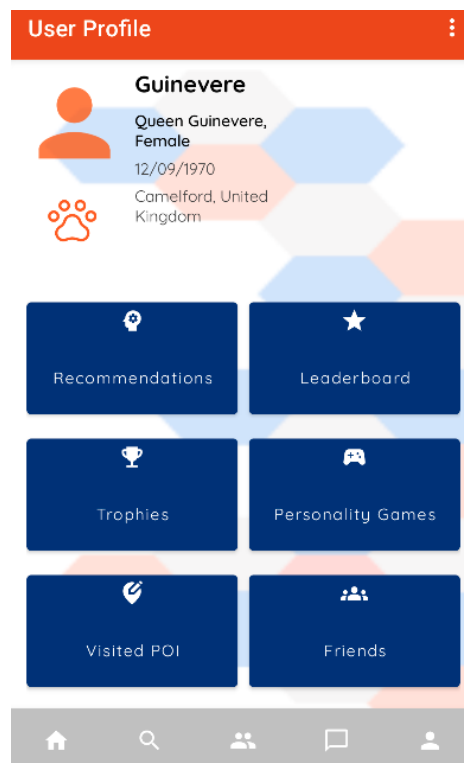 User Profile
Guinevere
Queen Guinevere,
Female
12/09/1970
Camelford, United
Kingdom
Recommendations
Leaderboard
Trophies
Personality Games
Visited POI
Friends